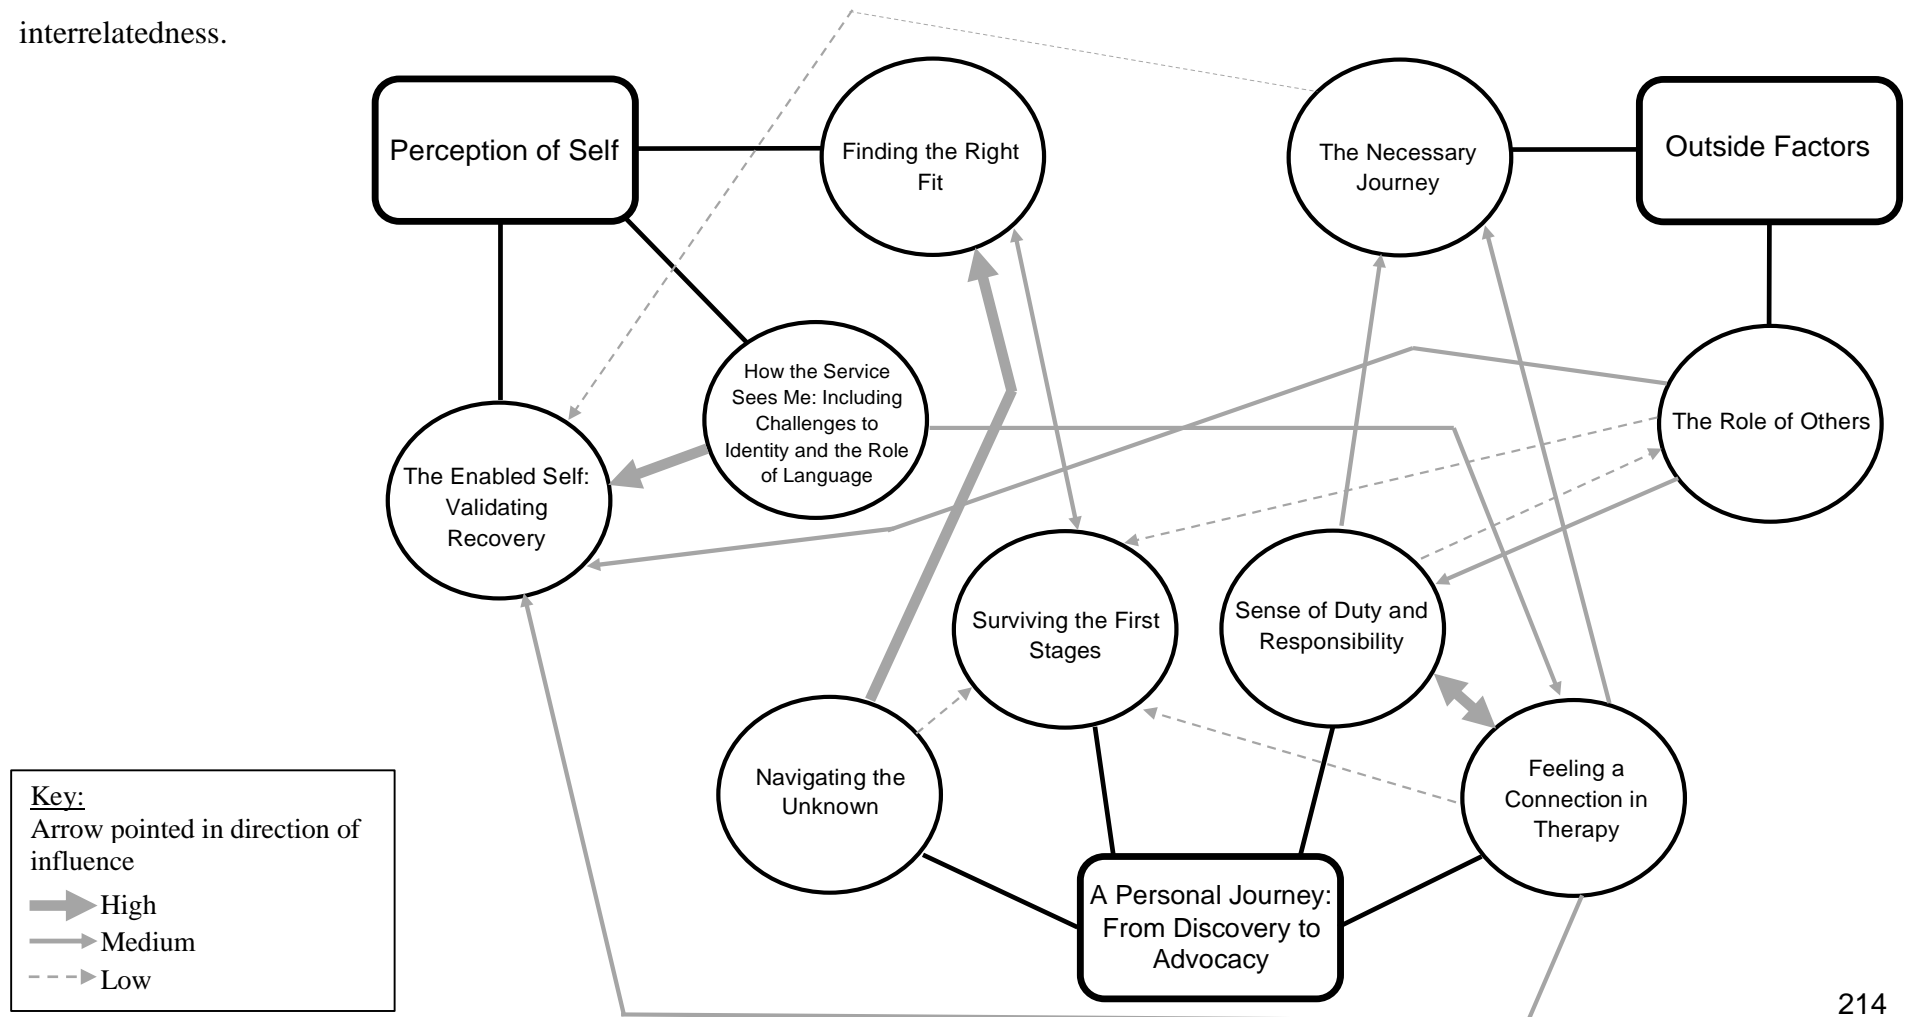 interrelatedness.
Perception of Self
Finding the Right
Fit
The Necessary
Journey
Outside Factors
How the Service
Sees Me: Including
Challenges to
Identity and the Role
of Language
The Role of Others
The Enabled Self:
Validating
Recovery
Surviving the First
Stages
Sense of Duty and
Responsibility
Navigating the
Unknown
Feeling a
Connection in
Therapy
A Personal Journey:
From Discovery to
Advocacy
Key:
Arrow pointed in direction of
influence
High
Medium
Low
214